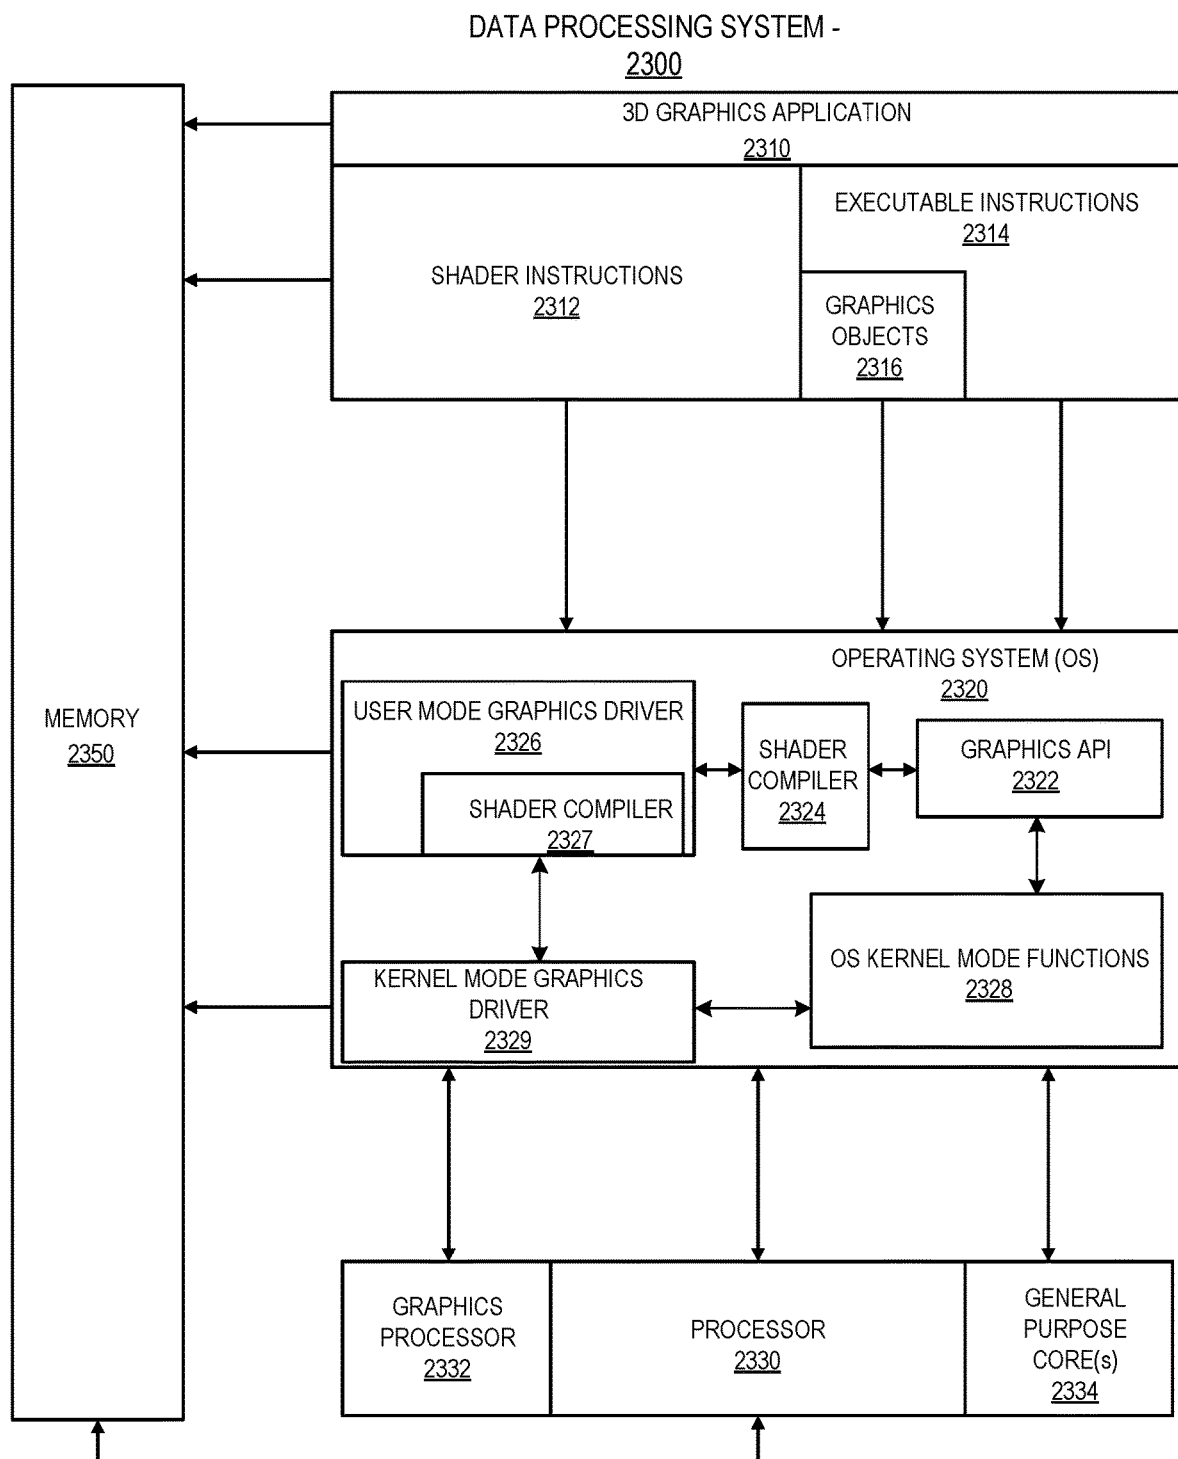 DATA PROCESSING SYSTEM -
2300
3D GRAPHICS APPLICATION
2310
SHADER INSTRUCTIONS
2312
EXECUTABLE INSTRUCTIONS
2314
GRAPHICS
OBJECTS
2316
MEMORY
2350
OPERATING SYSTEM (OS)
2320
USER MODE GRAPHICS DRIVER
2326
SHADER COMPILER
2327
SHADER
COMPILER
2324
GRAPHICS API
2322
KERNEL MODE GRAPHICS
DRIVER
2329
OS KERNEL MODE FUNCTIONS
2328
GRAPHICS
PROCESSOR
2332
PROCESSOR
2330
GENERAL
PURPOSE
CORE(s)
2334